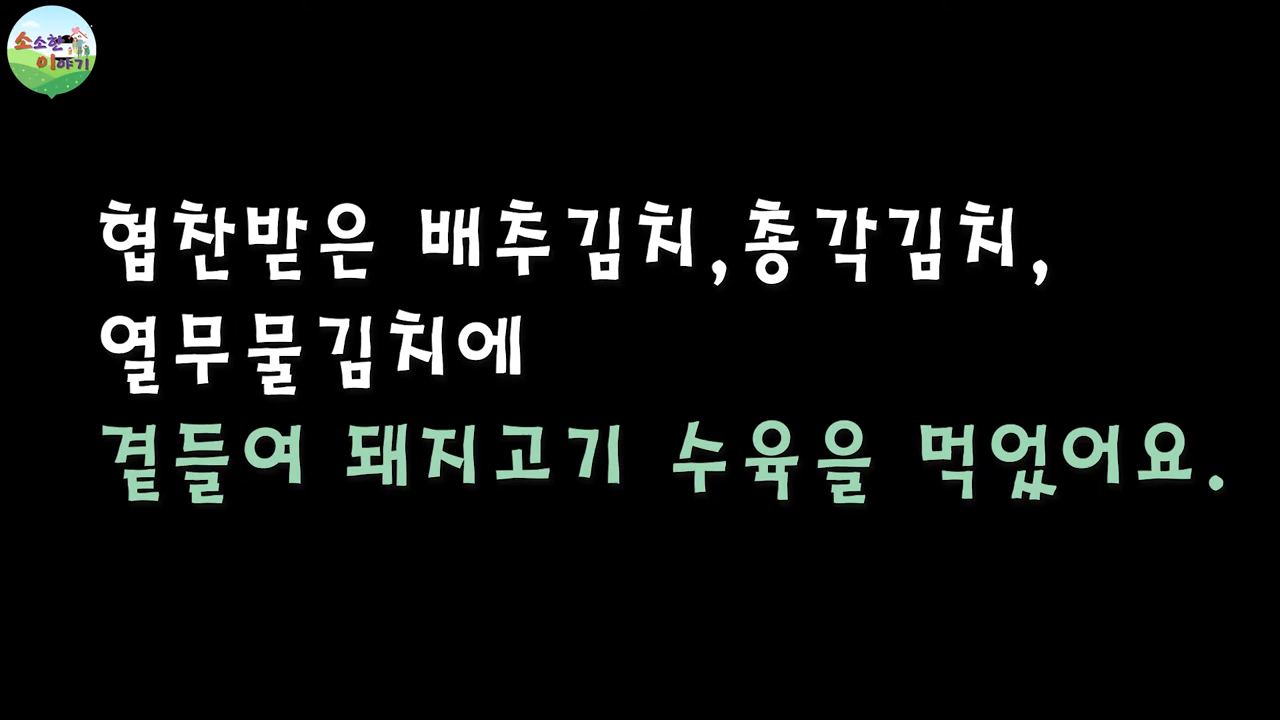 소소한
이야기
협찬받은 배추김치,총각김치,
열무물김치에
곁들여 돼지고기 수육을 먹었어요.